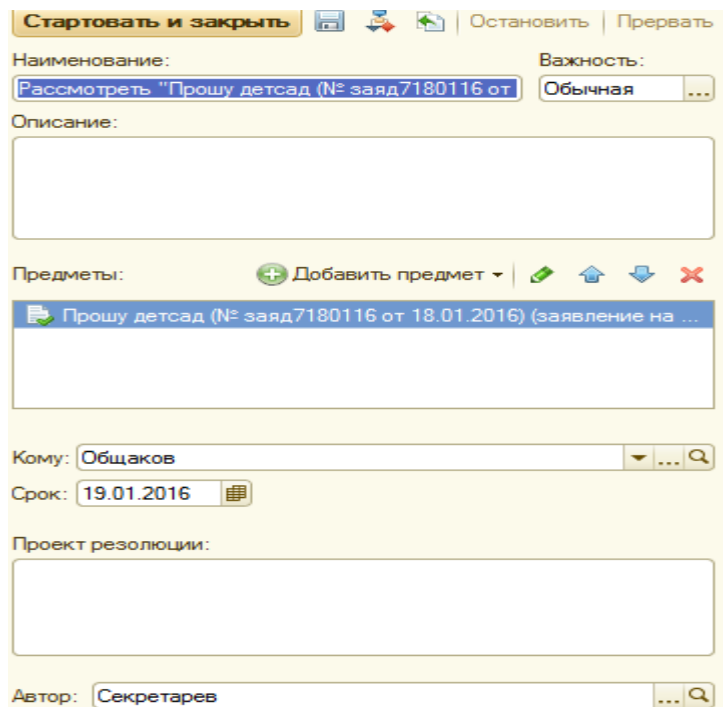 Стартовать и закрыть Остановить Прервать
Наименование: Важность:
Рассмотреть "Прошу детсад (№ заяд7180116 от Обычная ...
Описание:
Предметы: Добавить предмет
Прошу детсад (№ заяд7180116 от 18.01.2016) (заявление на ...
Кому: Общаков ...
Срок: 19.01.2016
Проект резолюции:
Автор: Секретарев ...